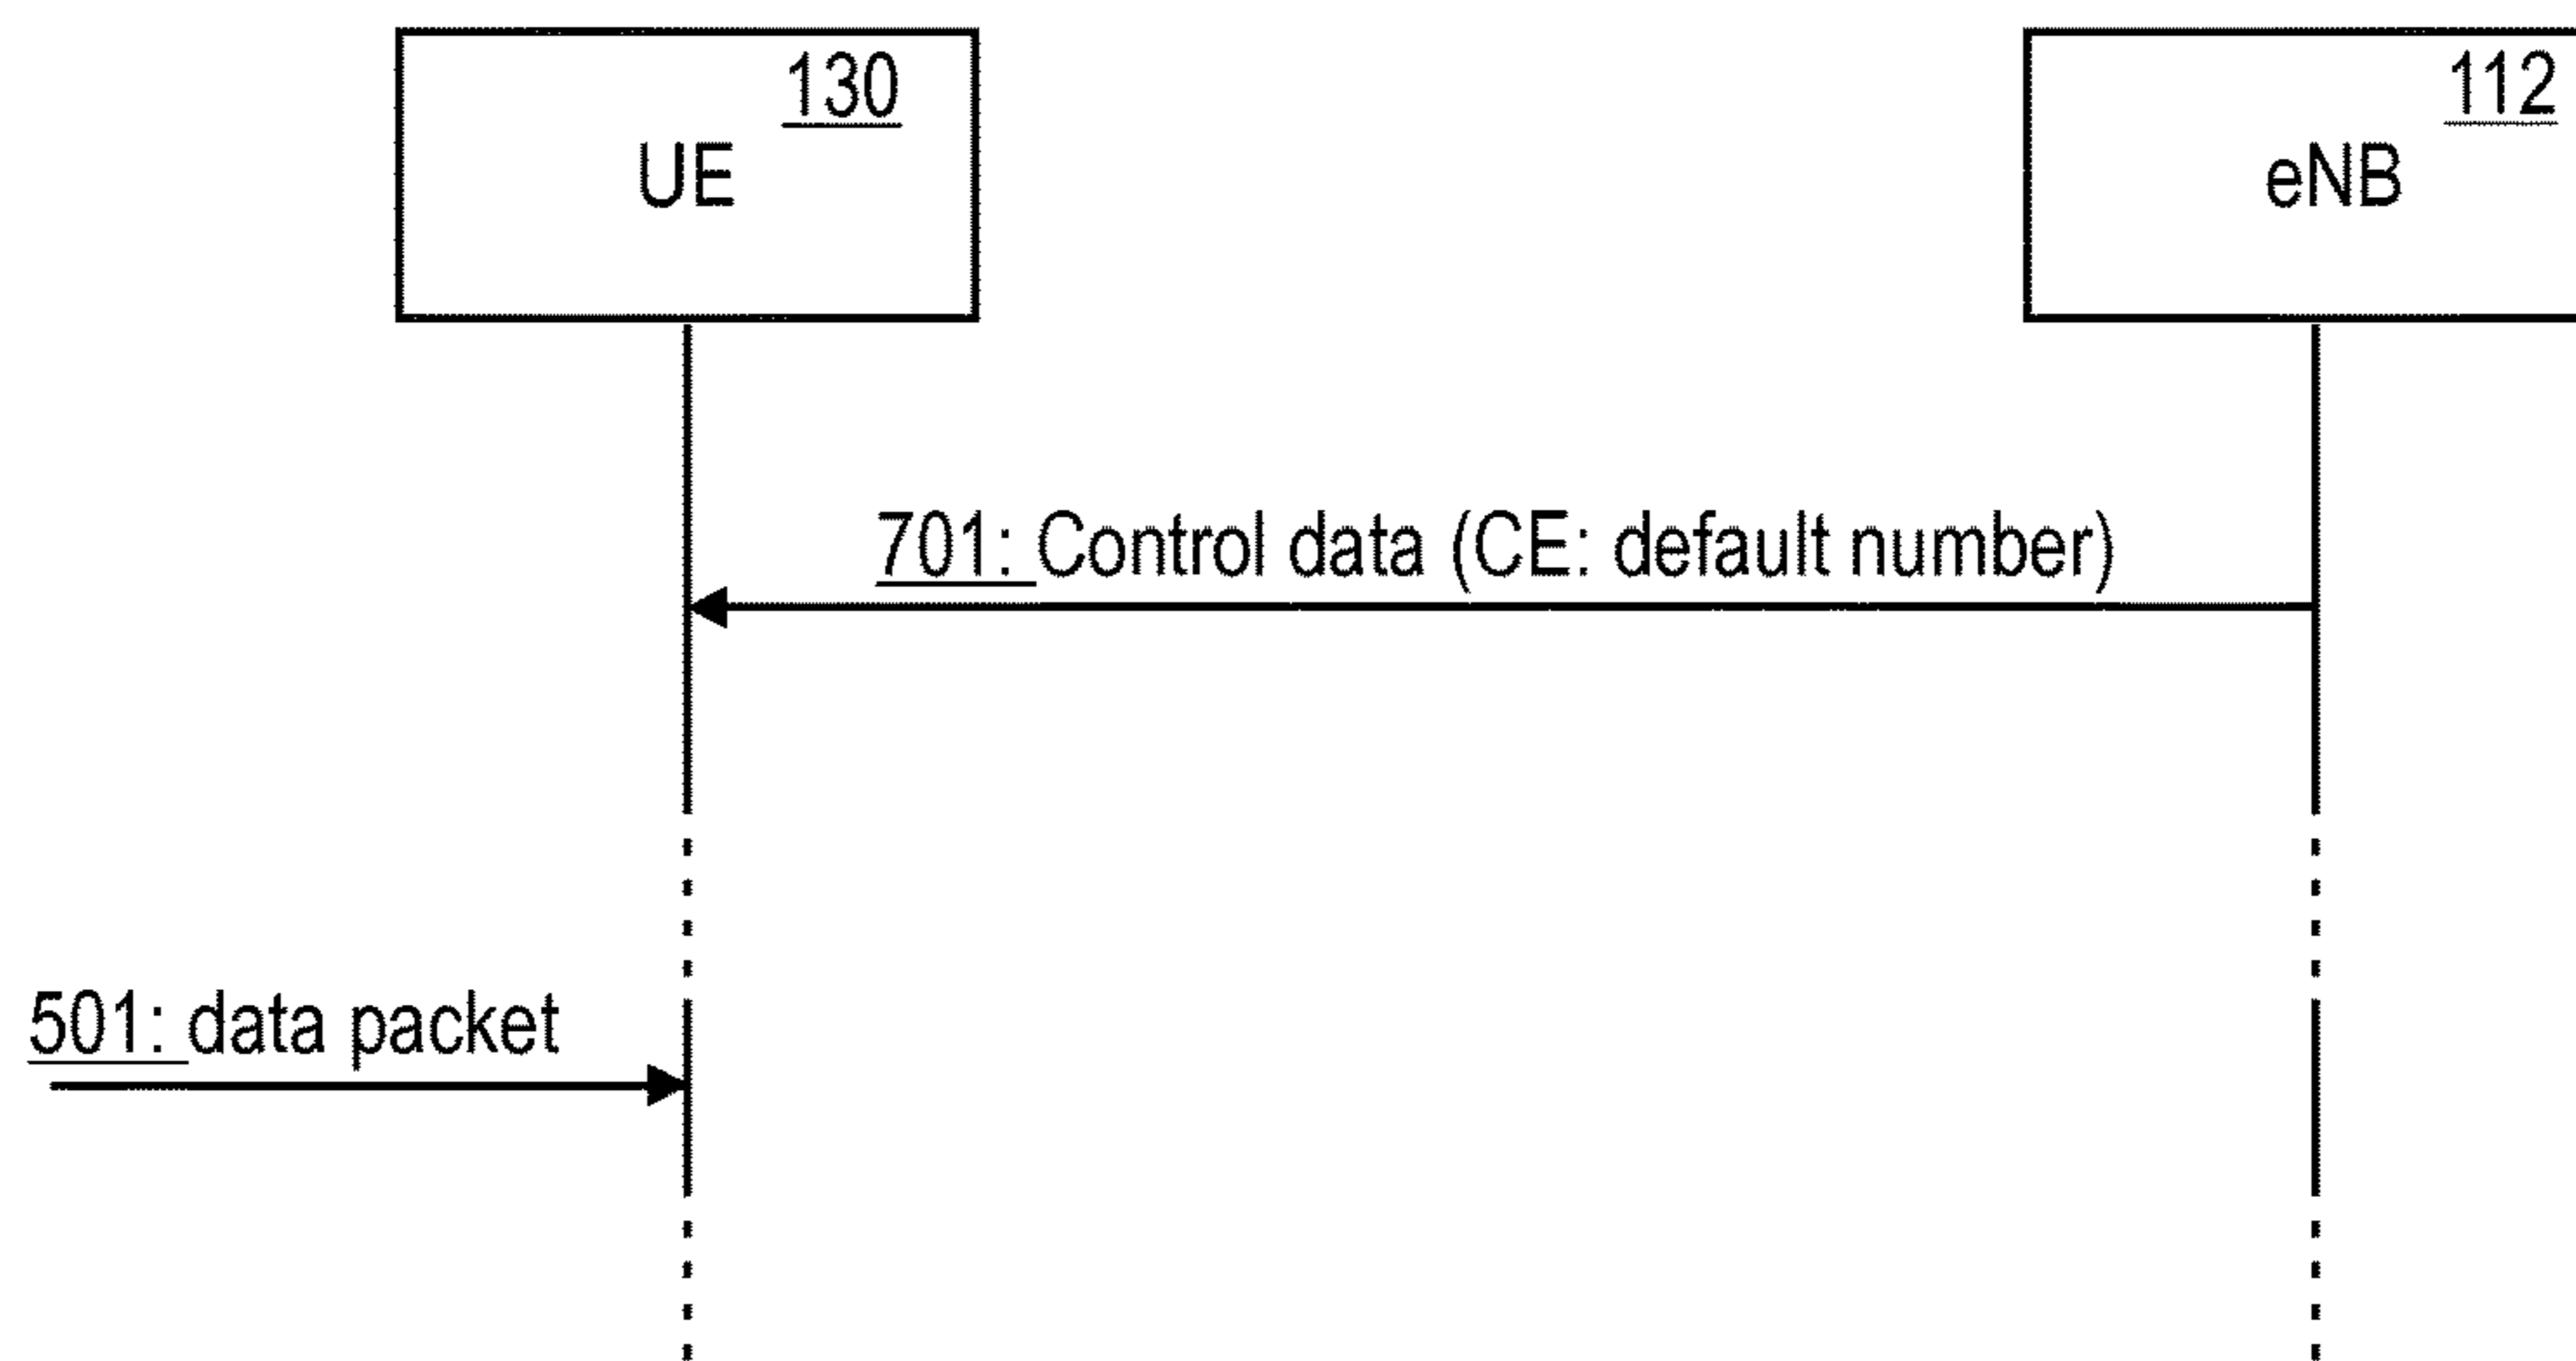 130
UE
112
eNB
701: Control data (CE: default number)
501: data packet